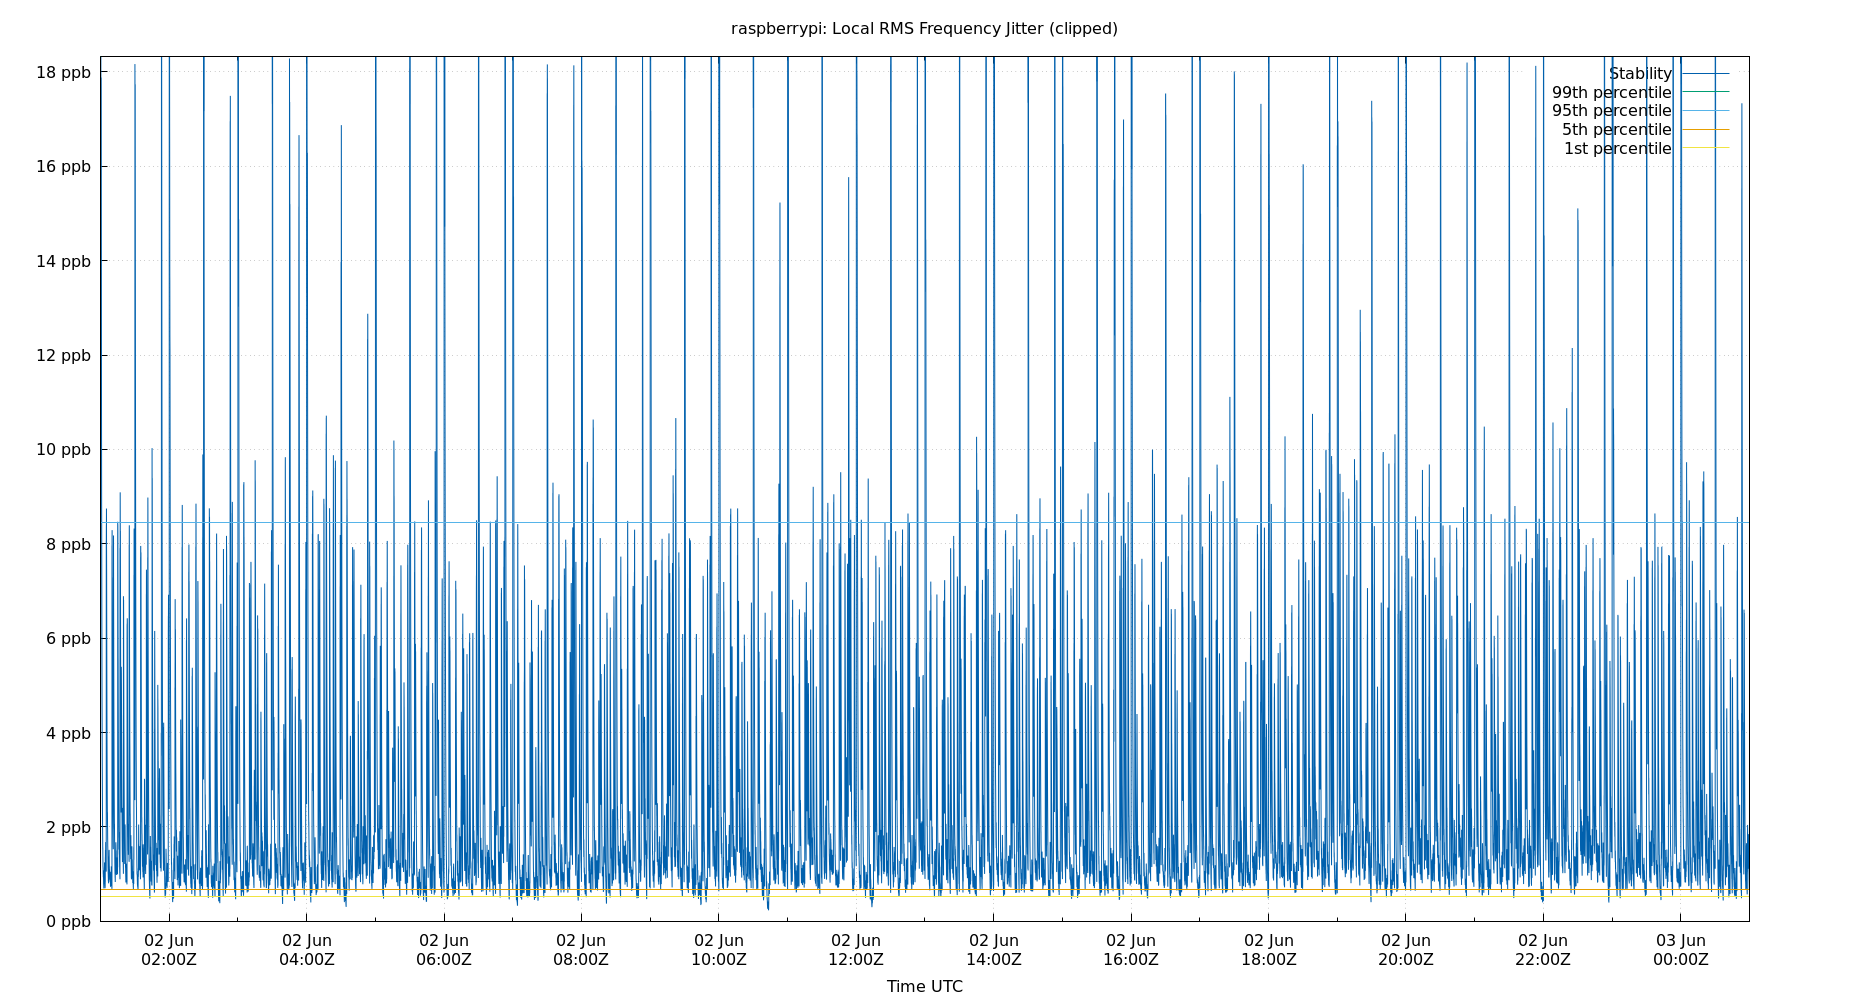 raspberrypi: Local RMS Frequency Jitter (clipped)
18 ppb
16 ppb
14 ppb
12 ppb
10 ppb
8 ppb
6 ppb
4 ppb
2 ppb
0 ppb
Stability
99th percentile
95th percentile
5th percentile
1st percentile
02 Jun 02 Jun 02 Jun 02 Jun 02 Jun 02 Jun 02 Jun 02 Jun 02 Jun 02 Jun 02 Jun 03 Jun
02:00Z 04:00Z 06:00Z 08:00Z 10:00Z 12:00Z 14:00Z 16:00Z 18:00Z 20:00Z 22:00Z 00:00Z
Time UTC